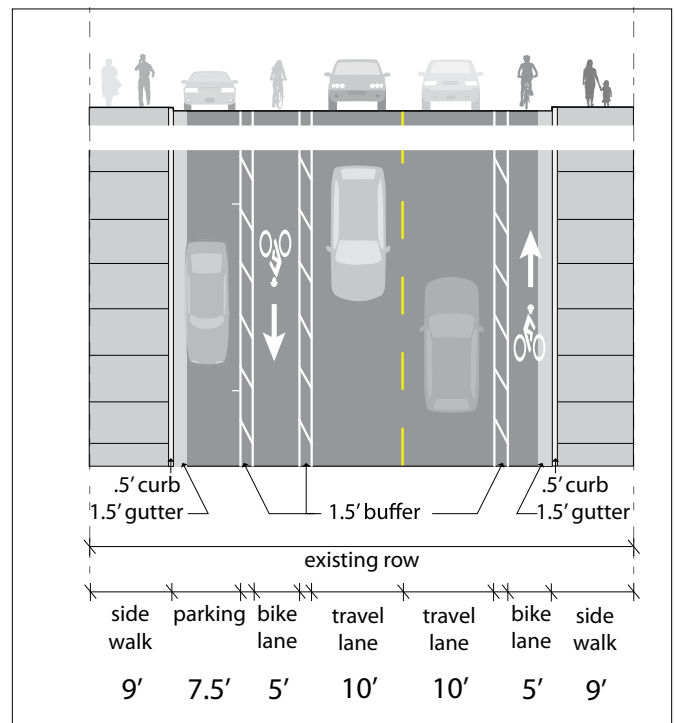 .5’ curb
1.5’ gutter
1.5’ buffer
.5’ curb
1.5’ gutter
existing row
side walk
parking
bike lane
travel lane
travel lane
bike lane
side walk
9’ 7.5’ 5’ 10’ 10’ 5’ 9’